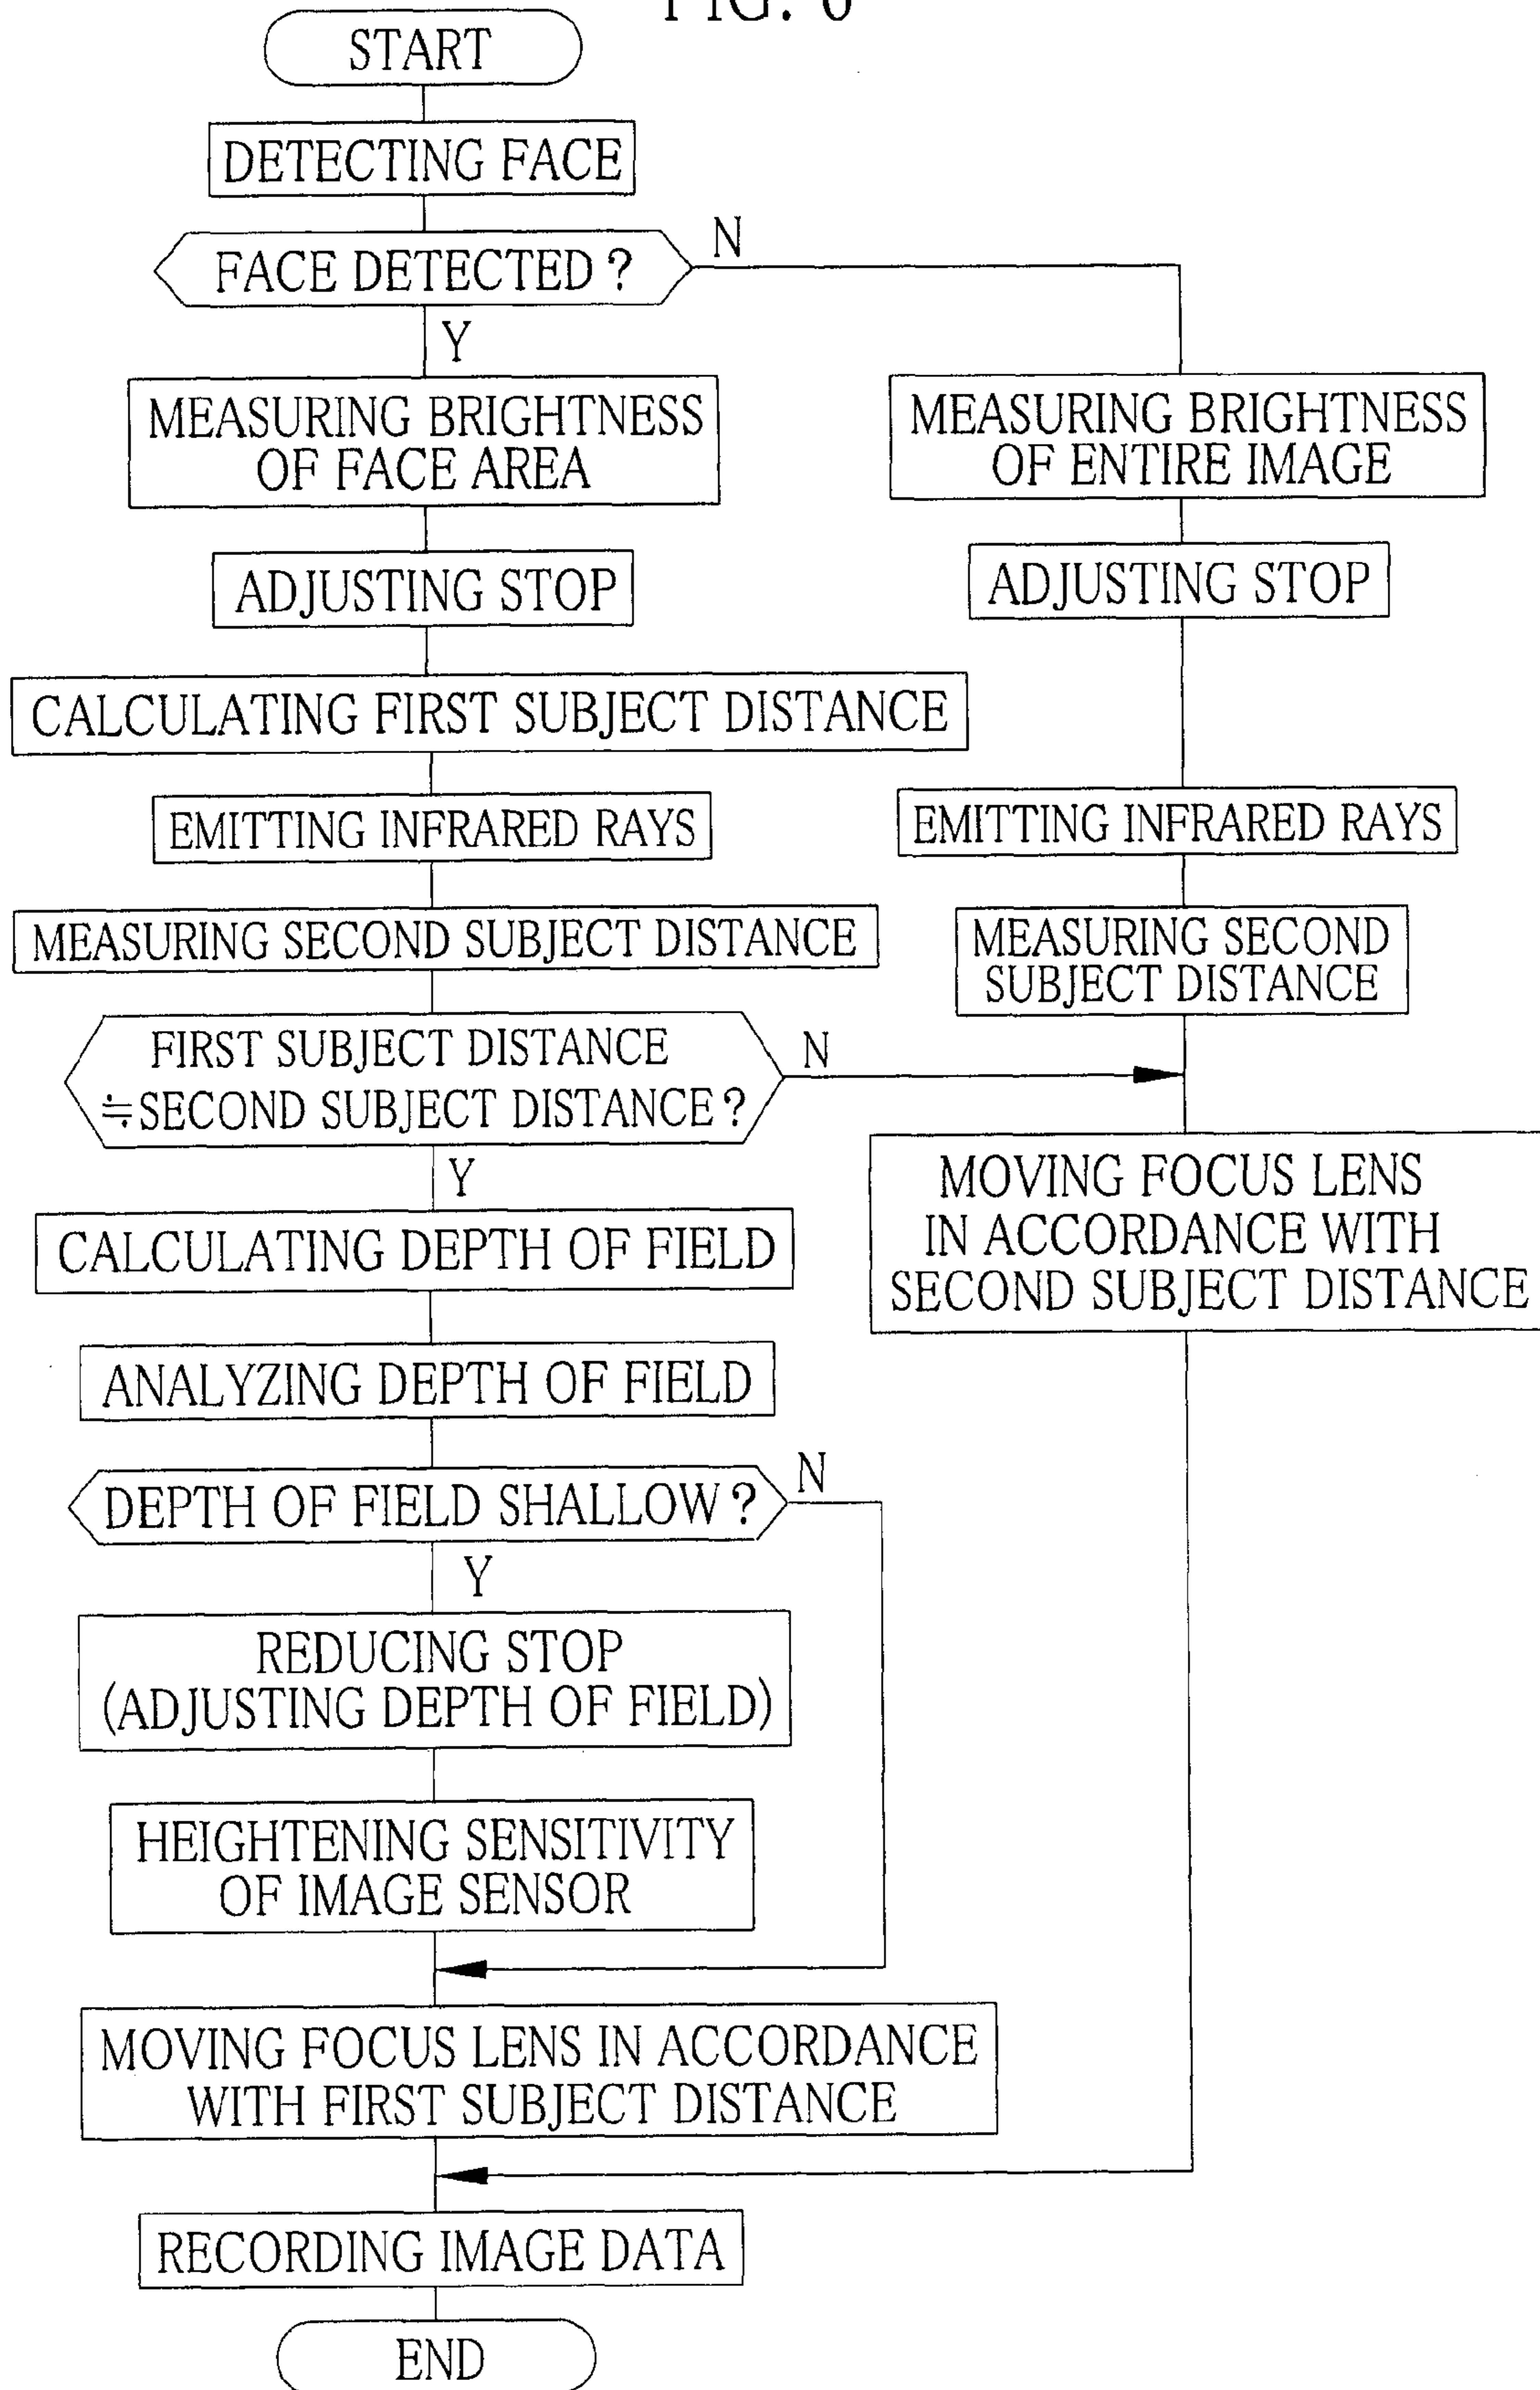 START
DETECTING FACE
FACE DETECTED ?
N
Y
MEASURING BRIGHTNESS
OF FACE AREA
MEASURING BRIGHTNESS
OF ENTIRE IMAGE
ADJUSTING STOP
ADJUSTING STOP
CALCULATING FIRST SUBJECT DISTANCE
EMITTING INFRARED RAYS
EMITTING INFRARED RAYS
MEASURING SECOND SUBJECT DISTANCE
MEASURING SECOND
SUBJECT DISTANCE
FIRST SUBJECT DISTANCE
≒SECOND SUBJECT DISTANCE ?
N
Y
MOVING FOCUS LENS
IN ACCORDANCE WITH
SECOND SUBJECT DISTANCE
CALCULATING DEPTH OF FIELD
ANALYZING DEPTH OF FIELD
DEPTH OF FIELD SHALLOW ?
N
Y
REDUCING STOP
(ADJUSTING DEPTH OF FIELD)
HEIGHTENING SENSITIVITY
OF IMAGE SENSOR
MOVING FOCUS LENS IN ACCORDANCE
WITH FIRST SUBJECT DISTANCE
RECORDING IMAGE DATA
END